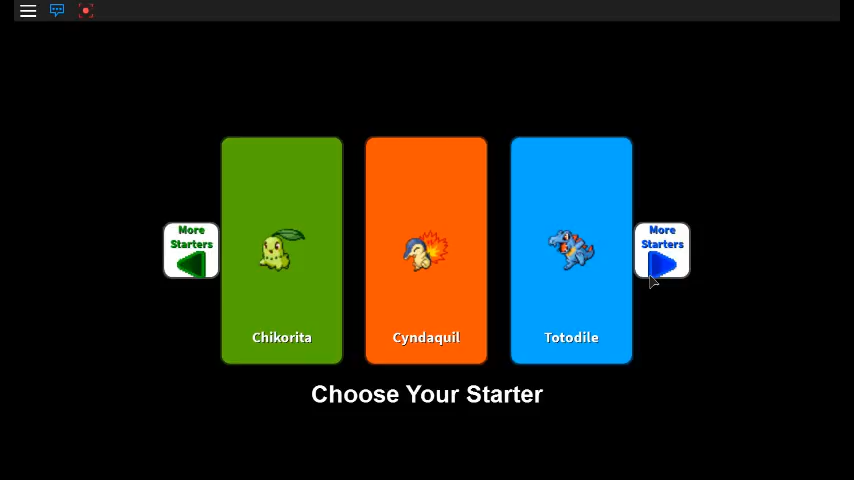 More
Starters
Chikorita
Cyndaquil
Totodile
More
Starters
Choose Your Starter